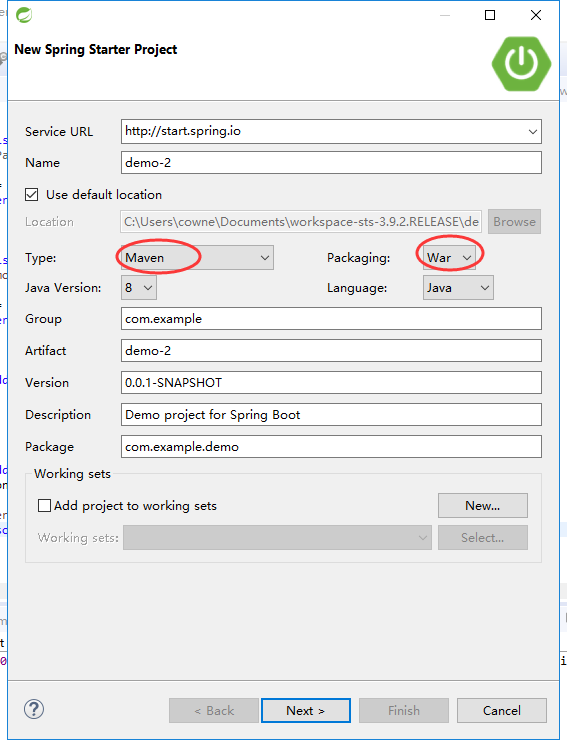 New Spring Starter Project
Service URL http://start.spring.io
Name demo-2
Use default location
Location C:\Users\cowne\Documents\workspace-sts-3.9.2.RELEASE\de Browse
Type: Maven Packaging: War
Java Version: 8 Language: Java
Group com.example
Artifact demo-2
Version 0.0.1-SNAPSHOT
Description Demo project for Spring Boot
Package com.example.demo
Working sets
Add project to working sets New...
Working sets: Select...
? < Back Next > Finish Cancel